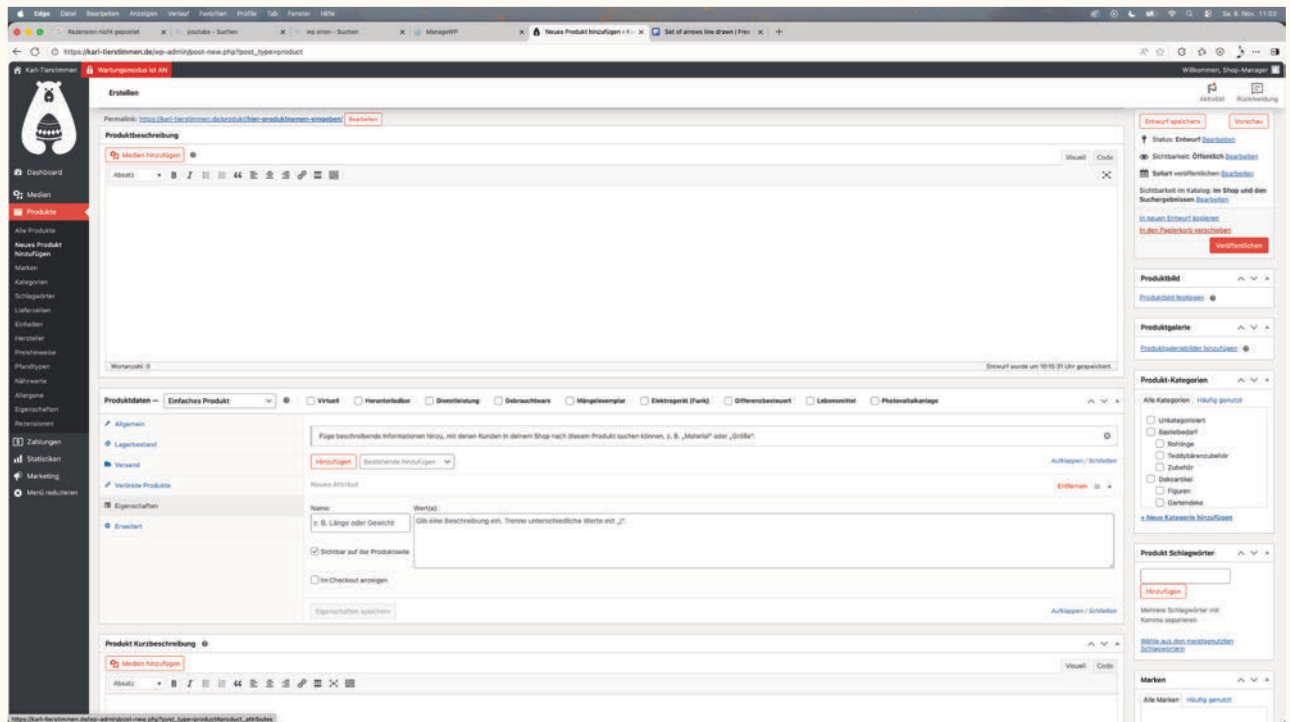 Edge Datei Bearbeiten Anzeigen Verlauf Favoriten Profile Tab Fenster Hilfe
Sa. 8. Nov. 11:03
Rezension nicht gepostet
youtube - Suchen
wp orion - Suchen
ManageWP
Neues Produkt hinzufügen
Set of arrows line drawn | Free
https://karl-tierstimmen.de/wp-admin/post-new.php?post_type=product
Karl-Tierstimmen
Wartungsmodus ist AN
Willkommen, Shop-Manager
Erstellen
Aktivität
Rückmeldung
Dashboard
Medien
Produkte
Alle Produkte
Neues Produkt
hinzufügen
Marken
Kategorien
Schlagwörter
Lieferzeiten
Einheiten
Hersteller
Preishinweise
Pfandtypen
Nährwerte
Allergene
Eigenschaften
Rezensionen
Zahlungen
Statistiken
Marketing
Menü reduzieren
Permalink: https://karl-tierstimmen.de/produkt/hier-produktnamen-eingeben/ Bearbeiten
Produktbeschreibung
Medien hinzufügen
Visuell Code
Absatz
Wortanzahl: 0
Entwurf wurde um 10:15:31 Uhr gespeichert.
Produktdaten — Einfaches Produkt
Virtuell Herunterladbar Dienstleistung Gebrauchtware Mängelexemplar Elektrogerät (Funk) Differenzbesteuert Lebensmittel Photovoltaikanlage
Allgemein
Lagerbestand
Versand
Verlinkte Produkte
Eigenschaften
Erweitert
Füge beschreibende Informationen hinzu, mit denen Kunden in deinem Shop nach diesem Produkt suchen können, z. B. „Material“ oder „Größe“.
Hinzufügen Bestehende hinzufügen
Aufklappen / Schließen
Neues Attribut
Entfernen
Name:
Wert(e):
z. B. Länge oder Gewicht
Gib eine Beschreibung ein. Trenne unterschiedliche Werte mit „|“.
Sichtbar auf der Produktseite
Im Checkout anzeigen
Eigenschaften speichern
Aufklappen / Schließen
Produkt Kurzbeschreibung
Medien hinzufügen
Visuell Code
Absatz
https://karl-tierstimmen.de/wp-admin/post-new.php?post_type=product#product_attributes
Entwurf speichern
Vorschau
Status: Entwurf Bearbeiten
Sichtbarkeit: Öffentlich Bearbeiten
Sofort veröffentlichen Bearbeiten
Sichtbarkeit im Katalog: Im Shop und den
Suchergebnissen Bearbeiten
In neuen Entwurf kopieren
In den Papierkorb verschieben
Veröffentlichen
Produktbild
Produktbild festlegen
Produktgalerie
Produktgaleriebilder hinzufügen
Produkt-Kategorien
Alle Kategorien Häufig genutzt
Unkategorisiert
Bastelbedarf
Rohlinge
Teddybärenzubehör
Zubehör
Dekoartikel
Figuren
Gartendeko
+ Neue Kategorie hinzufügen
Produkt Schlagwörter
Hinzufügen
Mehrere Schlagwörter mit
Komma separieren
Wähle aus den meistgenutzten
Schlagwörtern
Marken
Alle Marken Häufig genutzt